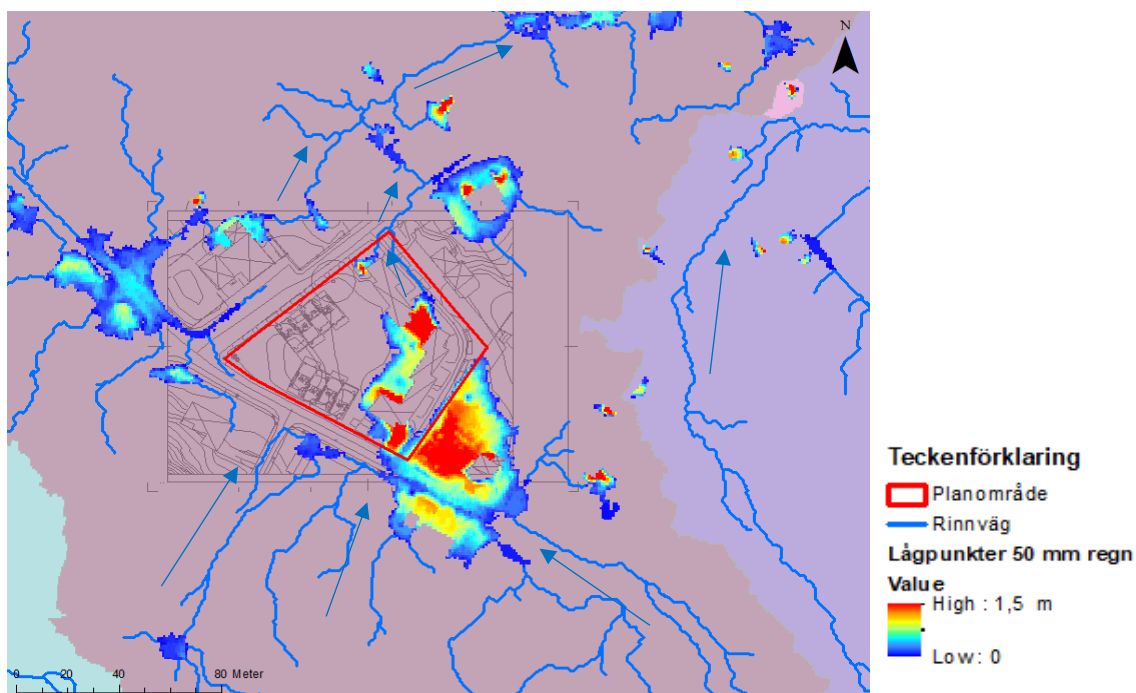 N
0 20 40 80 Meter
Teckenförklaring
Planområde
Rinnväg
Lågpunkter 50 mm regn
Value
High : 1,5 m
Low: 0